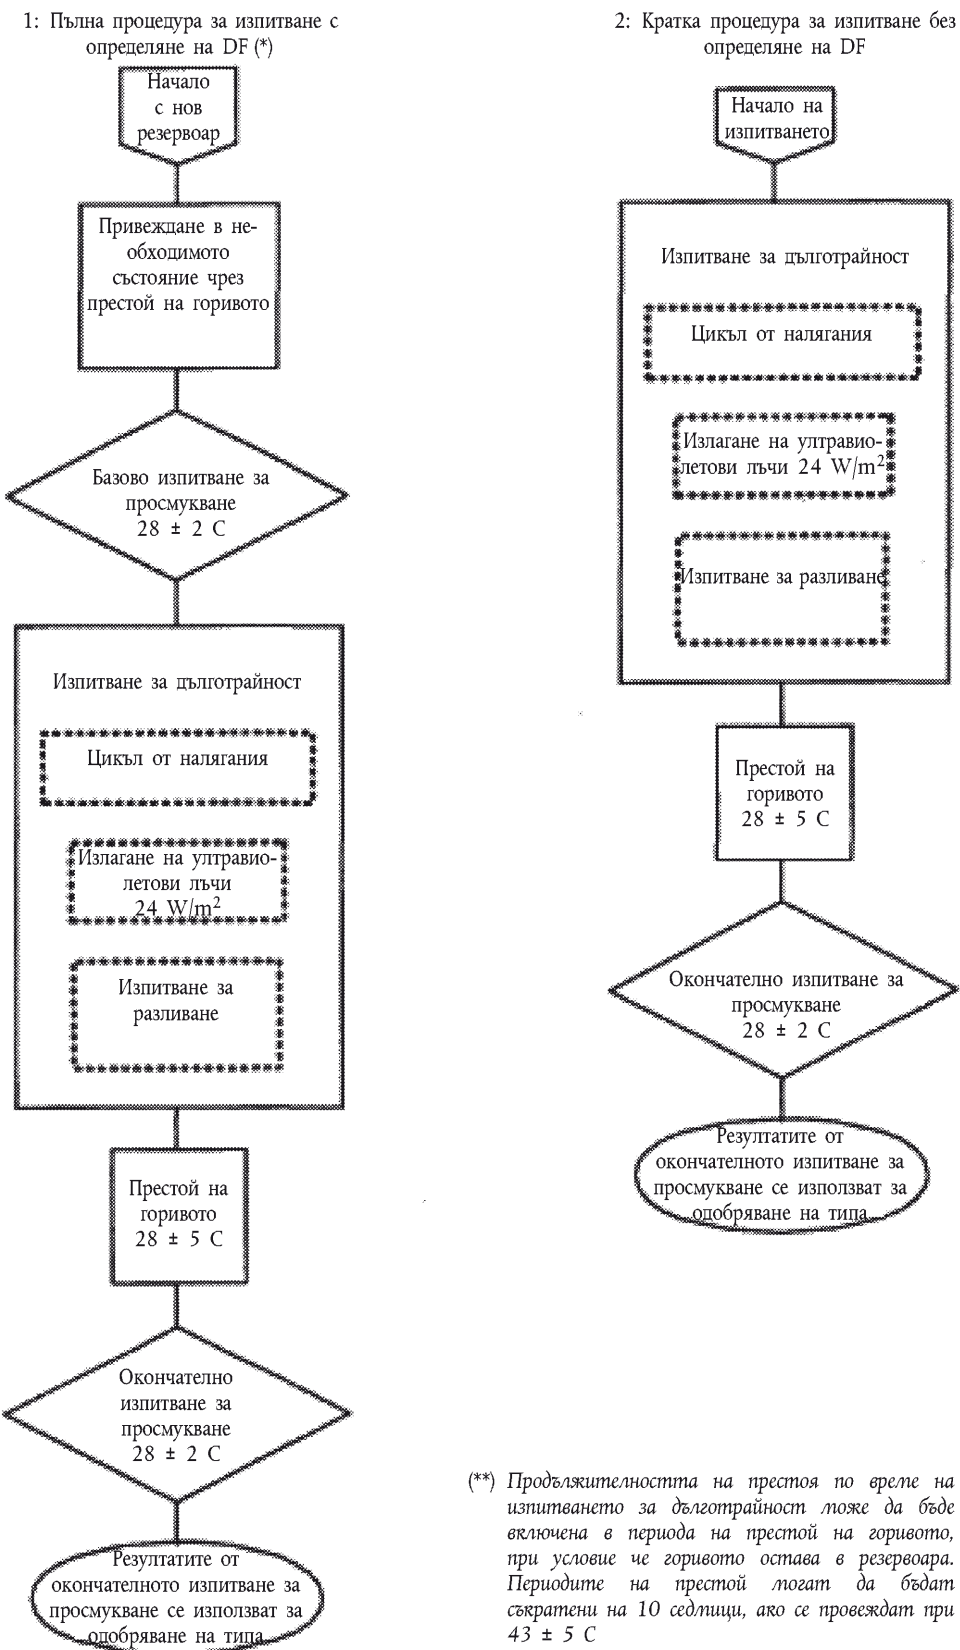 1: Пълна процедура за изпитване с
определяне на DF (*)
Начало
с нов
резервоар
Привеждане в не-
обходимото
състояние чрез
престой на горивото
Базово изпитване за
просмукване
28 ± 2 C
Изпитване за дълготрайност
Цикъл от налягания
Излагане на ултравио-
летови лъчи
24 W/m²
Изпитване за
разливане
Престой на
горивото
28 ± 5 C
Окончателно
изпитване за
просмукване
28 ± 2 C
Резултатите от
окончателното изпитване за
просмукване се използват за
одобряване на типа
2: Кратка процедура за изпитване без
определяне на DF
Начало на
изпитването
Изпитване за дълготрайност
Цикъл от налягания
Излагане на ултравио-
летови лъчи 24 W/m²
Изпитване за разливане
Престой на
горивото
28 ± 5 C
Окончателно изпитване за
просмукване
28 ± 2 C
Резултатите от
окончателното изпитване за
просмукване се използват за
одобряване на типа
(**) Продължителността на престоя по време на
изпитването за дълготрайност може да бъде
включена в периода на престой на горивото,
при условие че горивото остава в резервоара.
Периодите на престой могат да бъдат
съкратени на 10 седмици, ако се провеждат при
43 ± 5 C